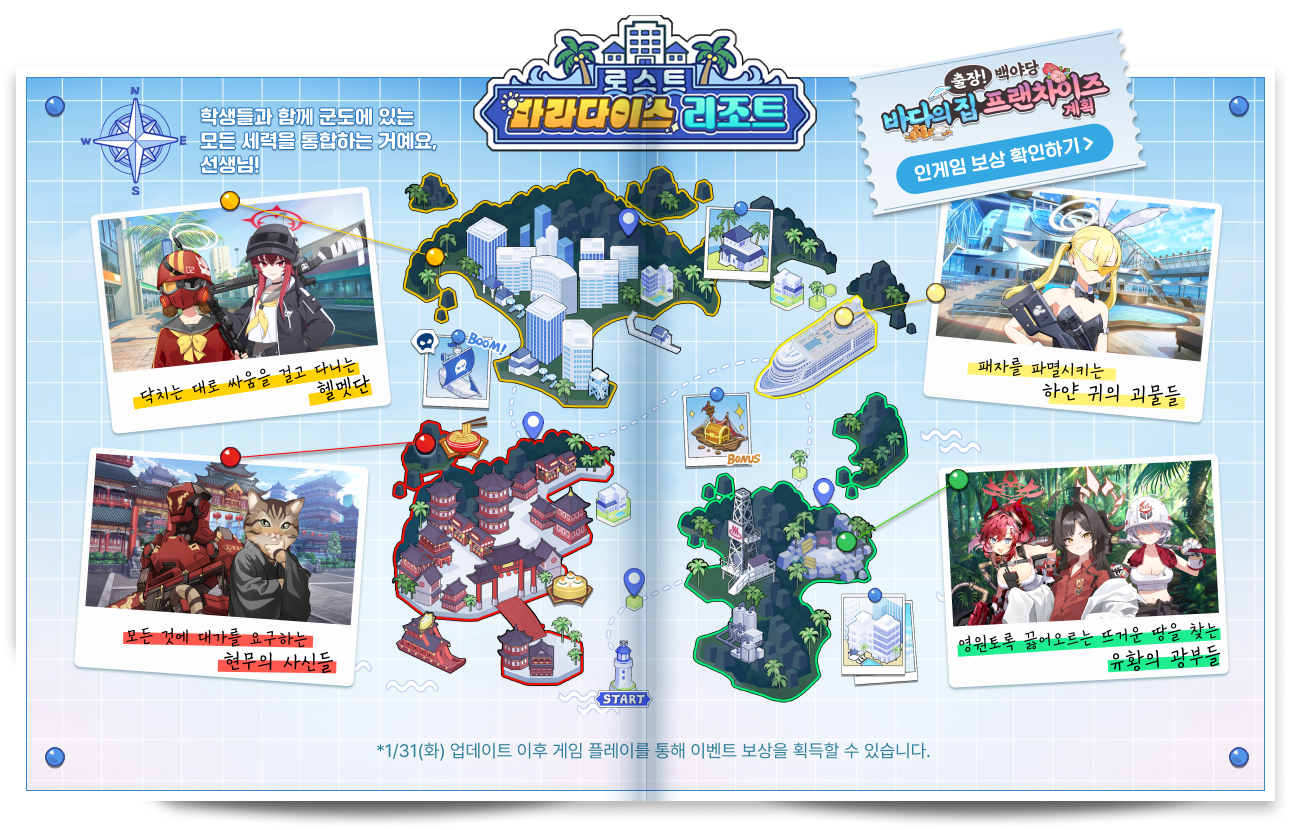 로스트
파라다이스 리조트
출장! 백야당
바다의 집 프랜차이즈
계획
인게임 보상 확인하기
N
W
E
S
학생들과 함께 군도에 있는
모든 세력을 통합하는 거예요,
선생님!
02
닥치는 대로 싸움을 걸고 다니는
헬멧단
BOOM!
패자를 파멸시키는
하얀 귀의 괴물들
BONUS
모든 것에 대가를 요구하는
현무의 사신들
영원토록 끓어오르는 뜨거운 땅을 찾는
유황의 광부들
START
*1/31(화) 업데이트 이후 게임 플레이를 통해 이벤트 보상을 획득할 수 있습니다.